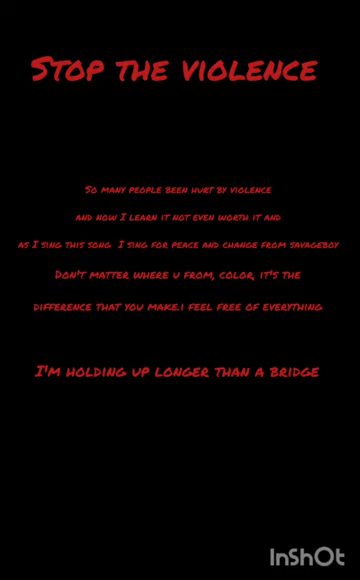 Stop the violence
So many people been hurt by violence
and now I learn it not even worth it and
as I sing this song I sing for peace and change from savageboy
Don't matter where u from, color, it's the
difference that you make.i feel free of everything
I'm holding up longer than a bridge
InShOt